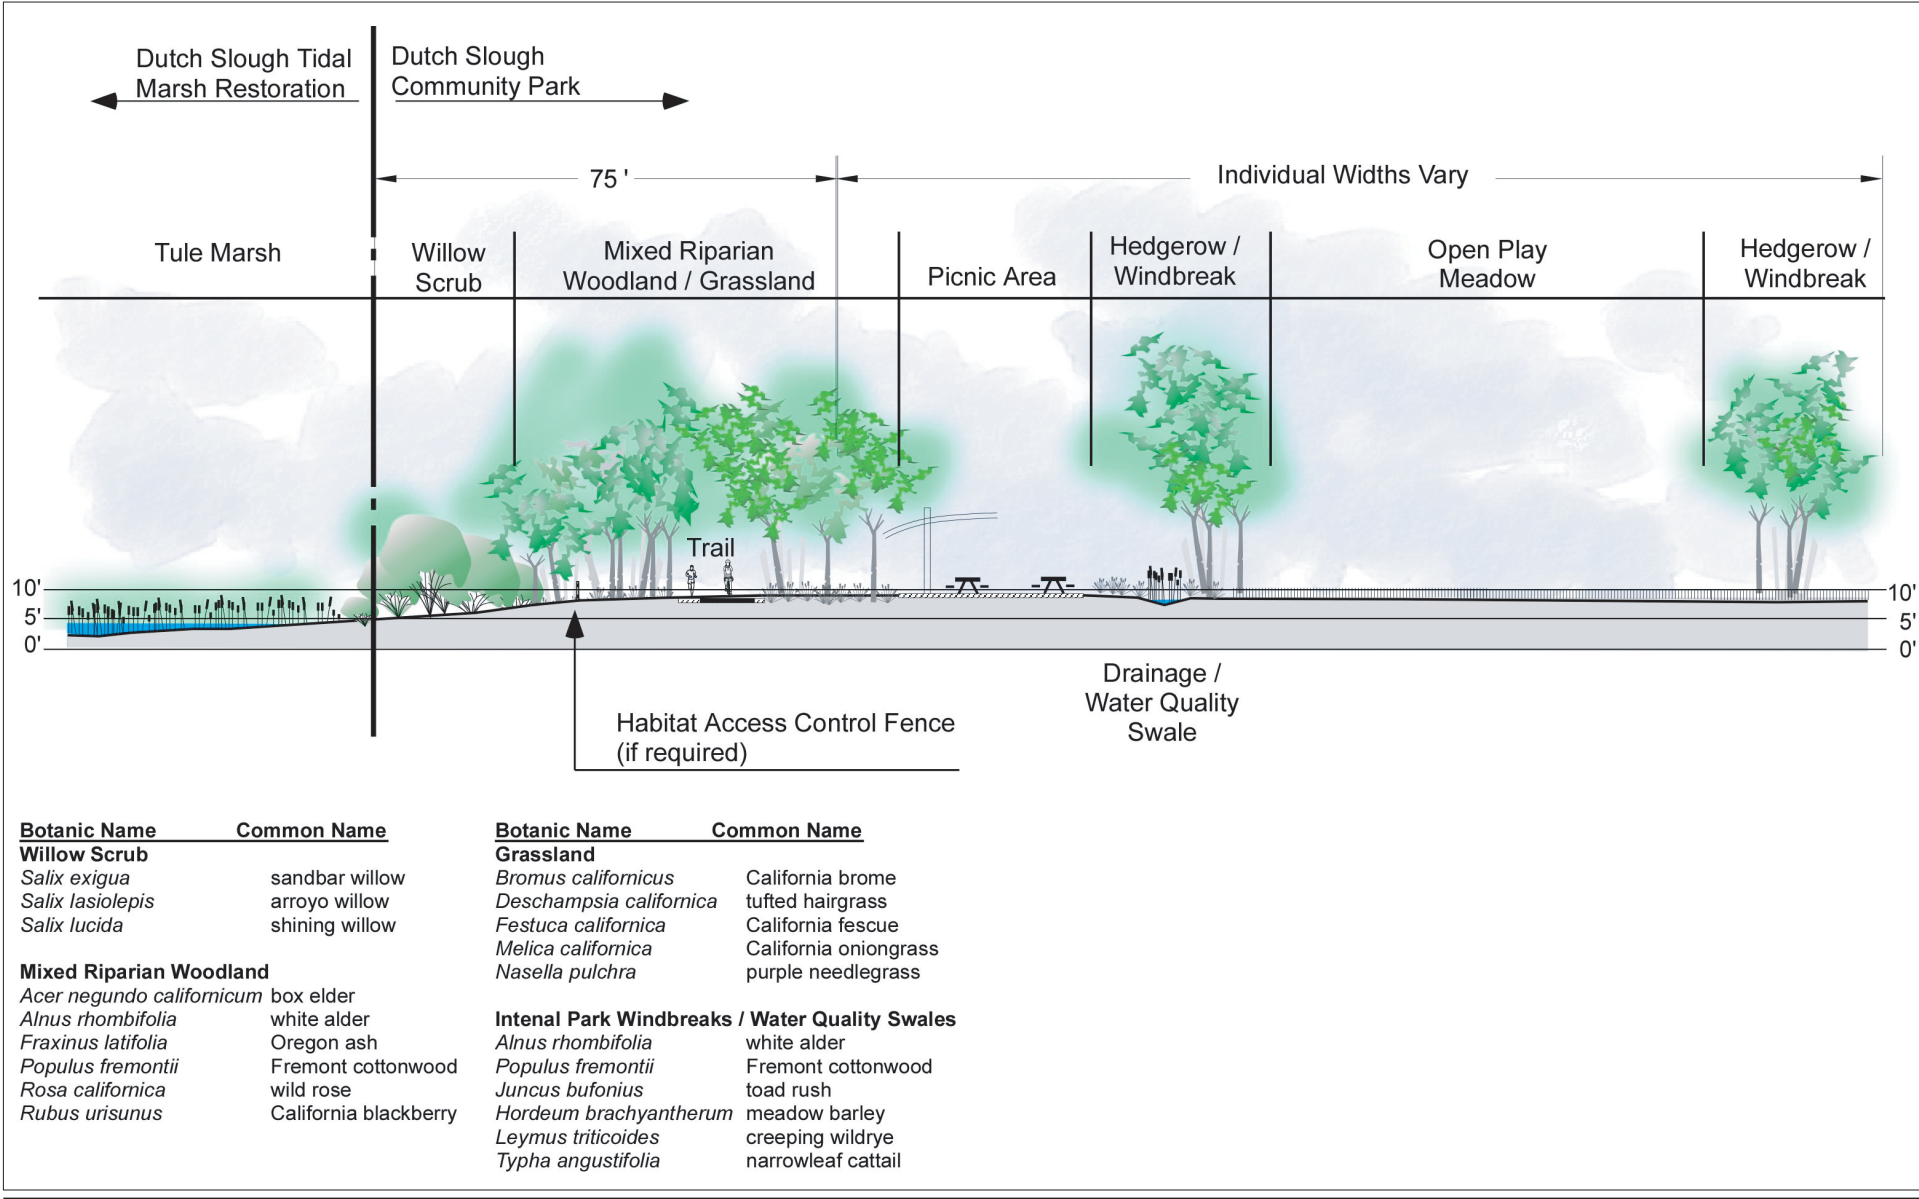 Dutch Slough Tidal
Marsh Restoration
Dutch Slough
Community Park
75 '
Individual Widths Vary
Tule Marsh
Willow
Scrub
Mixed Riparian
Woodland / Grassland
Picnic Area
Hedgerow /
Windbreak
Open Play
Meadow
Hedgerow /
Windbreak
Trail
10'
5'
0'
10'
5'
0'
Drainage /
Water Quality
Swale
Habitat Access Control Fence
(if required)
Botanic Name Common Name
Willow Scrub
Salix exigua sandbar willow
Salix lasiolepis arroyo willow
Salix lucida shining willow
Mixed Riparian Woodland
Acer negundo californicum box elder
Alnus rhombifolia white alder
Fraxinus latifolia Oregon ash
Populus fremontii Fremont cottonwood
Rosa californica wild rose
Rubus urisunus California blackberry
Botanic Name Common Name
Grassland
Bromus californicus California brome
Deschampsia californica tufted hairgrass
Festuca californica California fescue
Melica californica California oniongrass
Nasella pulchra purple needlegrass
Intenal Park Windbreaks / Water Quality Swales
Alnus rhombifolia white alder
Populus fremontii Fremont cottonwood
Juncus bufonius toad rush
Hordeum brachyantherum meadow barley
Leymus triticoides creeping wildrye
Typha angustifolia narrowleaf cattail